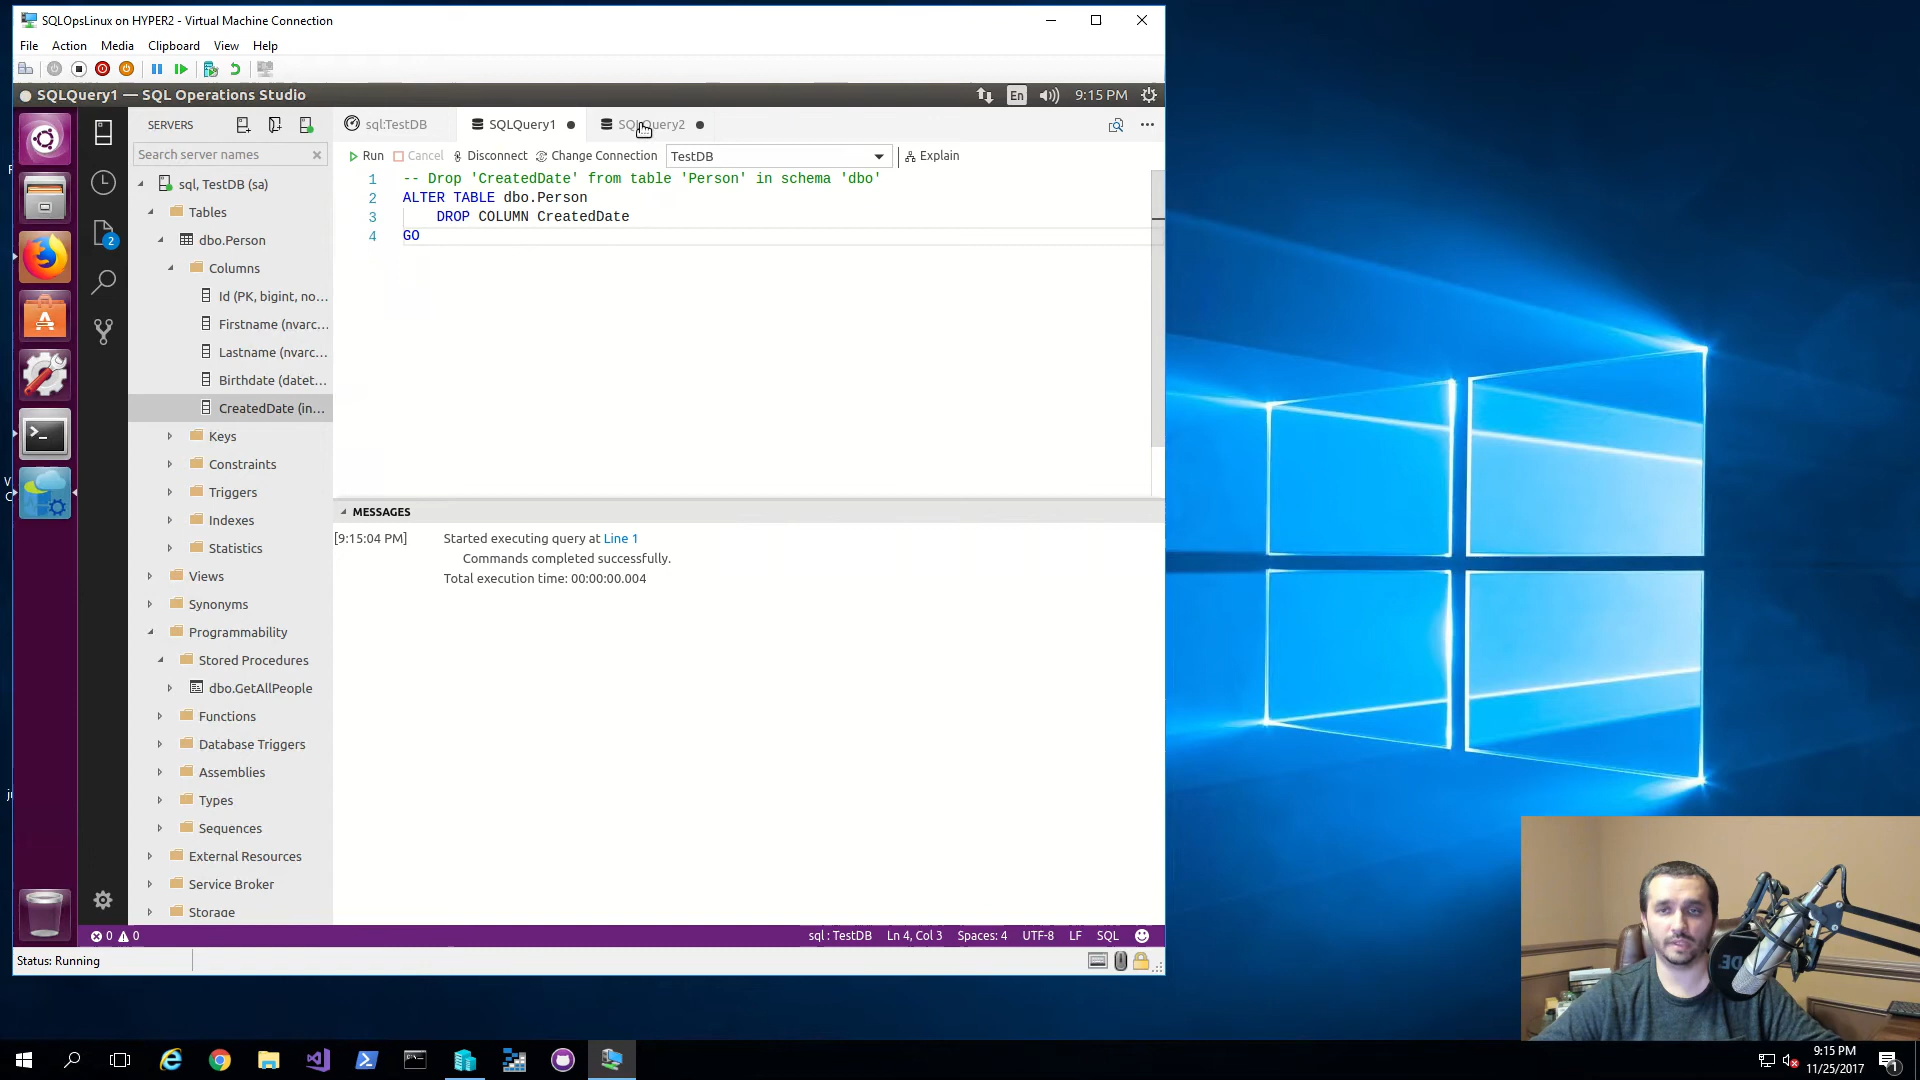 SQLOpsLinux on HYPER2 - Virtual Machine Connection
File Action Media Clipboard View Help
SQLQuery1 — SQL Operations Studio
En 9:15 PM
SERVERS
sql:TestDB SQLQuery1 SQLQuery2
Search server names
Run Cancel Disconnect Change Connection TestDB Explain
sql, TestDB (sa)
Tables
dbo.Person
Columns
Id (PK, bigint, no...
Firstname (nvarc...
Lastname (nvarc...
Birthdate (datet...
CreatedDate (in...
Keys
Constraints
Triggers
Indexes
Statistics
Views
Synonyms
Programmability
Stored Procedures
dbo.GetAllPeople
Functions
Database Triggers
Assemblies
Types
Sequences
External Resources
Service Broker
Storage
2
1 -- Drop 'CreatedDate' from table 'Person' in schema 'dbo'
2 ALTER TABLE dbo.Person
3 DROP COLUMN CreatedDate
4 GO
MESSAGES
[9:15:04 PM] Started executing query at Line 1
Commands completed successfully.
Total execution time: 00:00:00.004
0 0
sql : TestDB Ln 4, Col 3 Spaces: 4 UTF-8 LF SQL
Status: Running
9:15 PM
11/25/2017
1